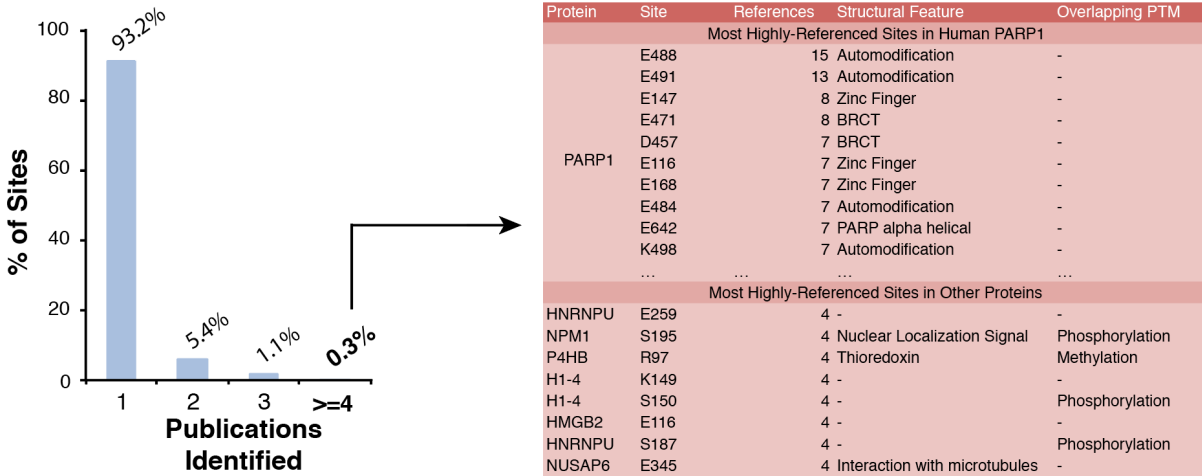 % of Sites
100
80
60
40
20
0
93.2%
5.4%
1.1%
0.3%
1 2 3 >=4
Publications
Identified
Protein Site References Structural Feature Overlapping PTM
Most Highly-Referenced Sites in Human PARP1
PARP1
E488 15 Automodification -
E491 13 Automodification -
E147 8 Zinc Finger -
E471 8 BRCT -
D457 7 BRCT -
E116 7 Zinc Finger -
E168 7 Zinc Finger -
E484 7 Automodification -
E642 7 PARP alpha helical -
K498 7 Automodification -
... ... ... ...
Most Highly-Referenced Sites in Other Proteins
HNRNPU E259 4 - -
NPM1 S195 4 Nuclear Localization Signal Phosphorylation
P4HB R97 4 Thioredoxin Methylation
H1-4 K149 4 - -
H1-4 S150 4 - Phosphorylation
HMGB2 E116 4 - -
HNRNPU S187 4 - Phosphorylation
NUSAP6 E345 4 Interaction with microtubules -